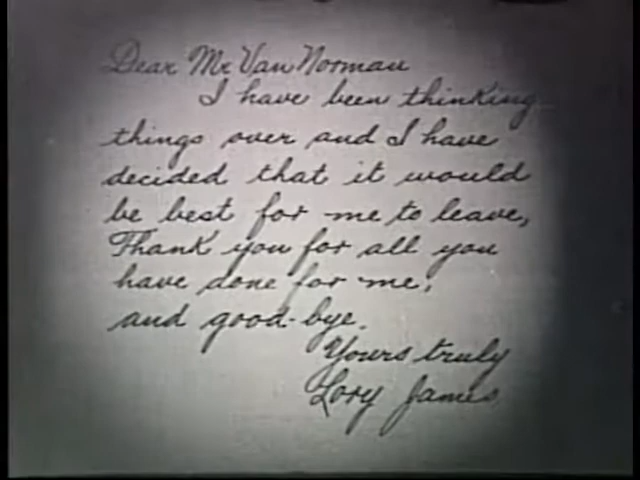 Dear Mr Van Norman
I have been thinking
things over and I have
decided that it would
be best for me to leave,
Thank you for all you
have done for me,
and good-bye.
Yours truly
Lory James